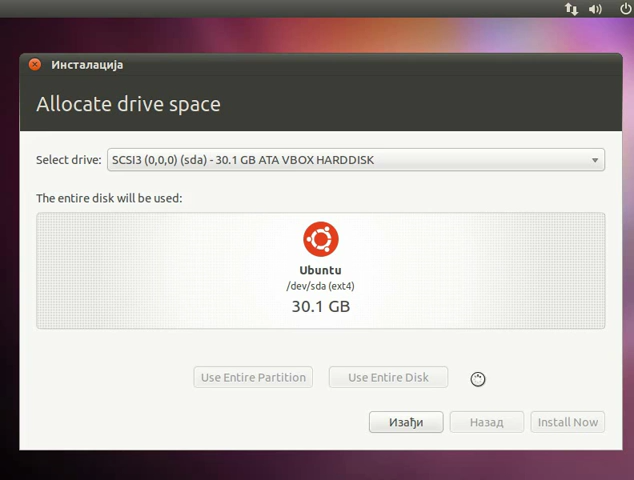 Инсталација
Allocate drive space
Select drive: SCSI3 (0,0,0) (sda) - 30.1 GB ATA VBOX HARDDISK
The entire disk will be used:
Ubuntu
/dev/sda (ext4)
30.1 GB
Use Entire Partition Use Entire Disk
Изађи Назад Install Now